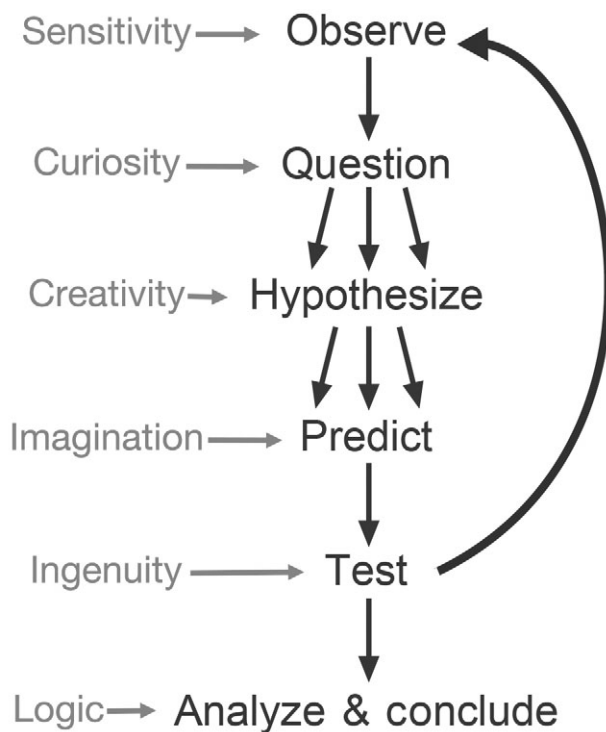 Sensitivity Observe
Curiosity Question
Creativity Hypothesize
Imagination Predict
Ingenuity Test
Logic Analyze & conclude